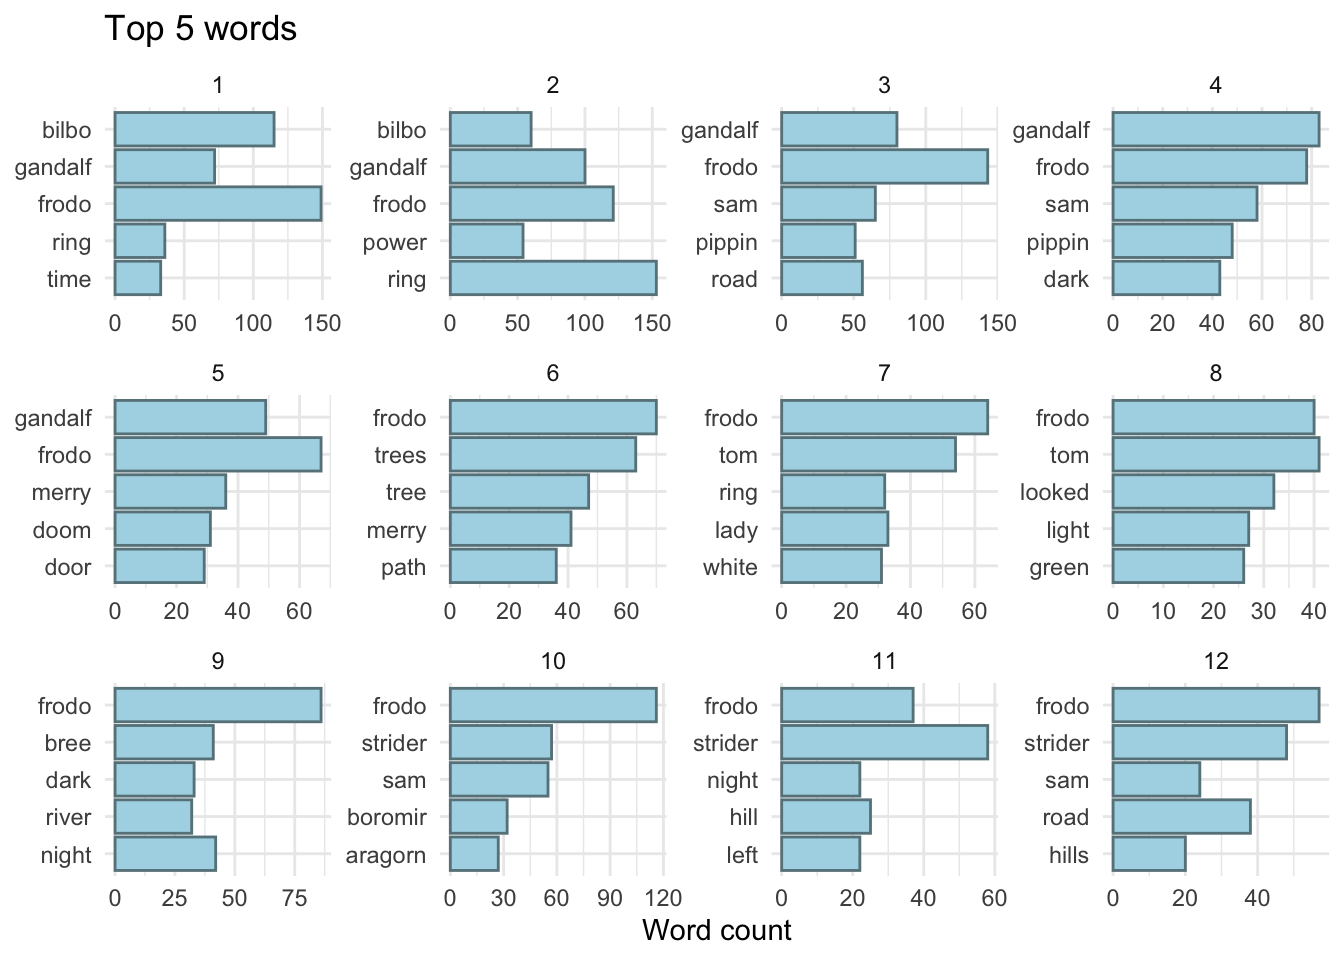 Top 5 words
1
bilbo
gandalf
frodo
ring
time
0 50 100 150
2
bilbo
gandalf
frodo
power
ring
0 50 100 150
3
gandalf
frodo
sam
pippin
road
0 50 100 150
4
gandalf
frodo
sam
pippin
dark
0 20 40 60 80
5
gandalf
frodo
merry
doom
door
0 20 40 60
6
frodo
trees
tree
merry
path
0 20 40 60
7
frodo
tom
ring
lady
white
0 20 40 60
8
frodo
tom
looked
light
green
0 10 20 30 40
9
frodo
bree
dark
river
night
0 25 50 75
10
frodo
strider
sam
boromir
aragorn
0 30 60 90 120
11
frodo
strider
night
hill
left
0 20 40 60
12
frodo
strider
sam
road
hills
0 20 40
Word count